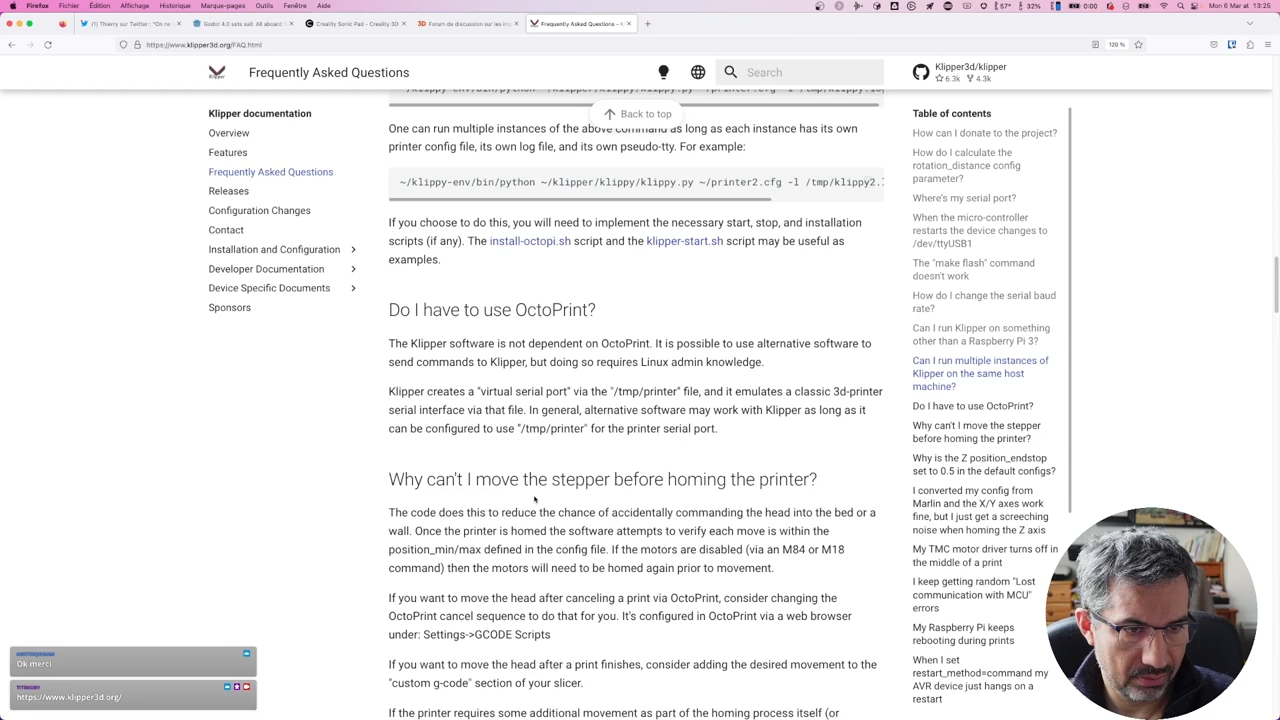 Firefox Fichier Édition Affichage Historique Marque-pages Outils Fenêtre Aide
57° 32% 0:00 Lun 6 Mar at 13:25
(1) Thierry sur Twitter : "On ne
Godot 4.0 sets sail: All aboard
Creality Sonic Pad - Creality 3D
Forum de discussion sur les im
Frequently Asked Questions - K
https://www.klipper3d.org/FAQ.html
120 %
Klipper
Frequently Asked Questions
Search
Klipper3d/klipper
6.3k 4.3k
Klipper documentation
Overview
Features
Frequently Asked Questions
Releases
Configuration Changes
Contact
Installation and Configuration
Developer Documentation
Device Specific Documents
Sponsors
Back to top
One can run multiple instances of the above command as long as each instance has its own
printer config file, its own log file, and its own pseudo-tty. For example:
~/klippy-env/bin/python ~/klipper/klippy/klippy.py ~/printer2.cfg -l /tmp/klippy2.
If you choose to do this, you will need to implement the necessary start, stop, and installation
scripts (if any). The install-octopi.sh script and the klipper-start.sh script may be useful as
examples.
Do I have to use OctoPrint?
The Klipper software is not dependent on OctoPrint. It is possible to use alternative software to
send commands to Klipper, but doing so requires Linux admin knowledge.
Klipper creates a "virtual serial port" via the "/tmp/printer" file, and it emulates a classic 3d-printer
serial interface via that file. In general, alternative software may work with Klipper as long as it
can be configured to use "/tmp/printer" for the printer serial port.
Why can't I move the stepper before homing the printer?
The code does this to reduce the chance of accidentally commanding the head into the bed or a
wall. Once the printer is homed the software attempts to verify each move is within the
position_min/max defined in the config file. If the motors are disabled (via an M84 or M18
command) then the motors will need to be homed again prior to movement.
If you want to move the head after canceling a print via OctoPrint, consider changing the
OctoPrint cancel sequence to do that for you. It's configured in OctoPrint via a web browser
under: Settings->GCODE Scripts
If you want to move the head after a print finishes, consider adding the desired movement to the
"custom g-code" section of your slicer.
If the printer requires some additional movement as part of the homing process itself (or
Table of contents
How can I donate to the project?
How do I calculate the
rotation_distance config
parameter?
Where's my serial port?
When the micro-controller
restarts the device changes to
/dev/ttyUSB1
The "make flash" command
doesn't work
How do I change the serial baud
rate?
Can I run Klipper on something
other than a Raspberry Pi 3?
Can I run multiple instances of
Klipper on the same host
machine?
Do I have to use OctoPrint?
Why can't I move the stepper
before homing the printer?
Why is the Z position_endstop
set to 0.5 in the default configs?
I converted my config from
Marlin and the X/Y axes work
fine, but I just get a screeching
noise when homing the Z axis
My TMC motor driver turns off in
the middle of a print
I keep getting random "Lost
communication with MCU"
errors
My Raspberry Pi keeps
rebooting during prints
When I set
restart_method=command my
AVR device just hangs on a
restart
Ok merci
https://www.klipper3d.org/